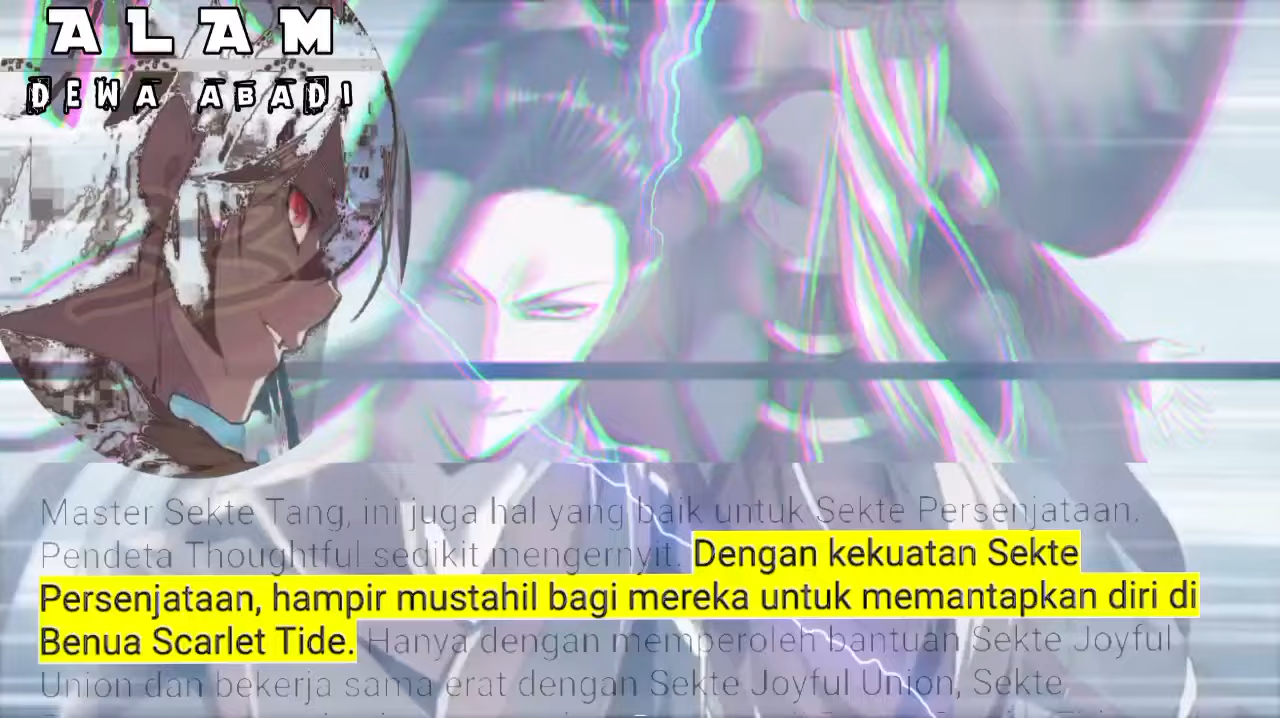 ALAM
DEWA ABADI
Master Sekte Tang, ini juga hal yang baik untuk Sekte Persenjataan.
Pendeta Thoughtful sedikit mengernyit. Dengan kekuatan Sekte
Persenjataan, hampir mustahil bagi mereka untuk memantapkan diri di
Benua Scarlet Tide. Hanya dengan memperoleh bantuan Sekte Joyful
Union dan bekerja sama erat dengan Sekte Joyful Union, Sekte